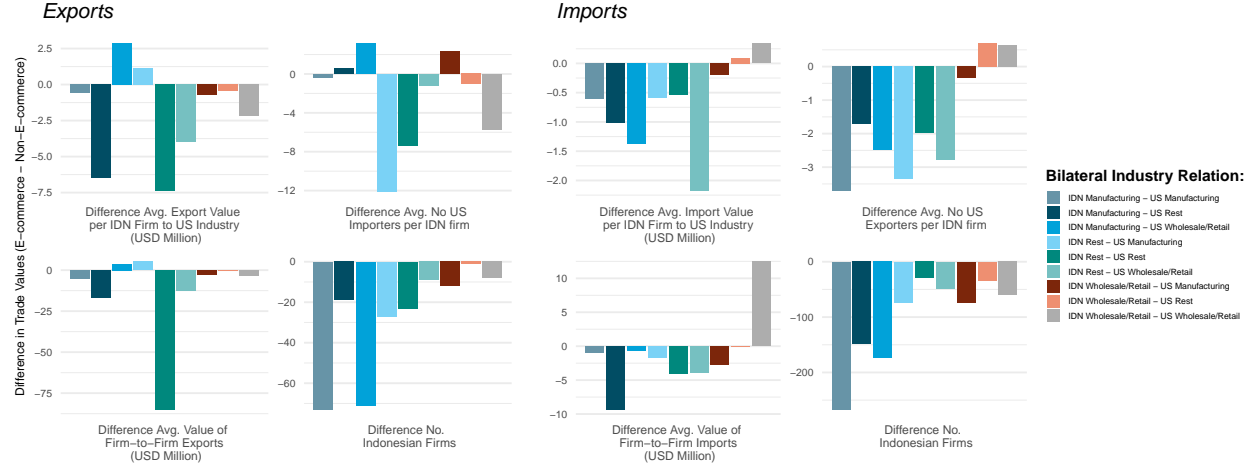 Exports
Imports
Difference in Trade Values (E−commerce − Non−E−commerce)
2.5
0.0
−2.5
−5.0
−7.5
Difference Avg. Export Value
per IDN Firm to US Industry
(USD Million)
0
−4
−8
−12
Difference Avg. No US
Importers per IDN firm
0.0
−0.5
−1.0
−1.5
−2.0
Difference Avg. Import Value
per IDN Firm to US Industry
(USD Million)
0
−1
−2
−3
Difference Avg. No US
Exporters per IDN firm
0
−25
−50
−75
Difference Avg. Value of
Firm−to−Firm Exports
(USD Million)
0
−20
−40
−60
Difference No.
Indonesian Firms
10
5
0
−5
−10
Difference Avg. Value of
Firm−to−Firm Imports
(USD Million)
0
−100
−200
Difference No.
Indonesian Firms
Bilateral Industry Relation:
IDN Manufacturing − US Manufacturing
IDN Manufacturing − US Rest
IDN Manufacturing − US Wholesale/Retail
IDN Rest − US Manufacturing
IDN Rest − US Rest
IDN Rest − US Wholesale/Retail
IDN Wholesale/Retail − US Manufacturing
IDN Wholesale/Retail − US Rest
IDN Wholesale/Retail − US Wholesale/Retail